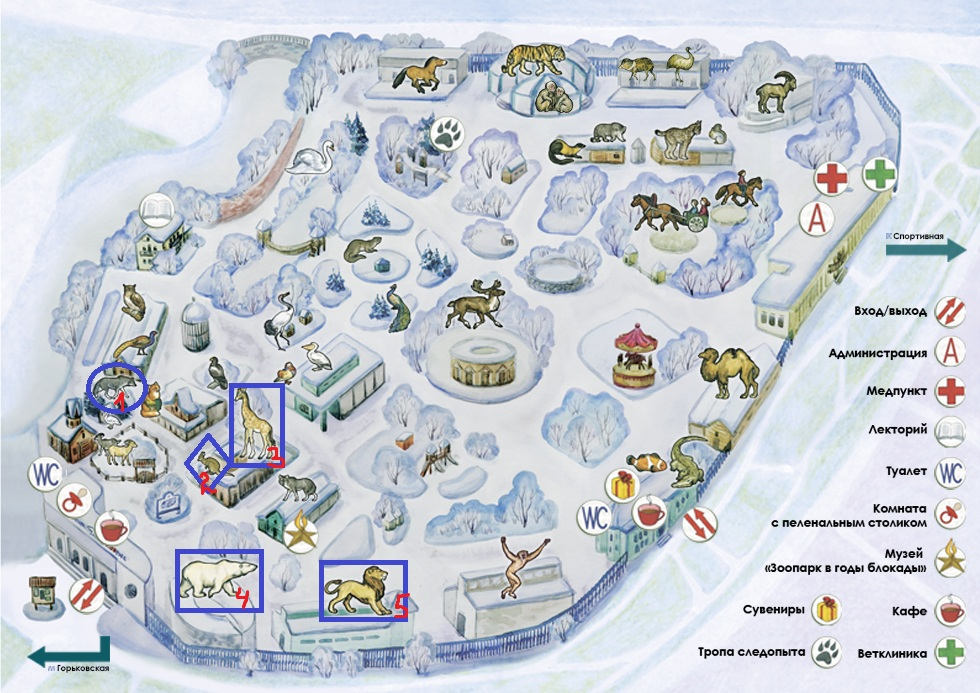 А
м Спортивная
Вход/выход
А Администрация
Медпункт
Лекторий
WC Туалет
Комната
с пеленальным столиком
Музей
«Зоопарк в годы блокады»
Сувениры
Кафе
Тропа следопыта
Ветклиника
1
2
3
4
5
WC
WC
м Горьковская